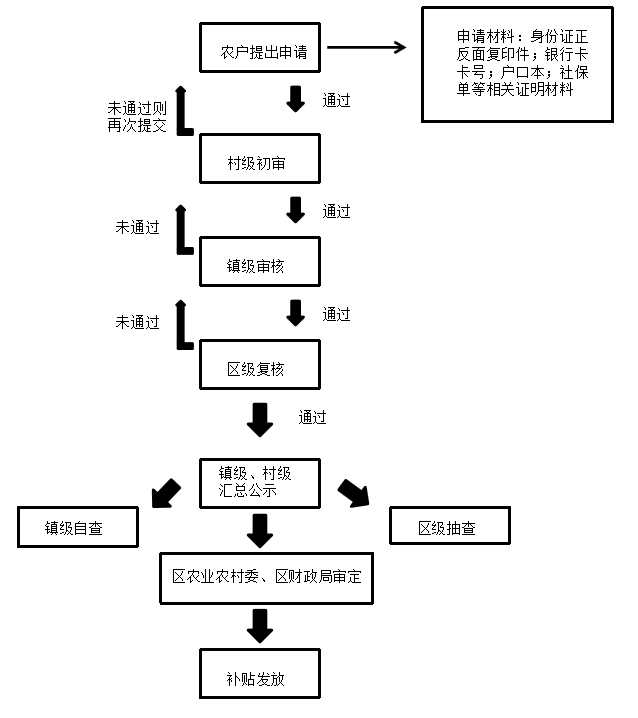 农户提出申请
申请材料：身份证正
反面复印件；银行卡
卡号；户口本；社保
单等相关证明材料
未通过则
再次提交
通过
村级初审
未通过
通过
镇级审核
未通过
通过
区级复核
通过
镇级、村级
汇总公示
镇级自查
区级抽查
区农业农村委、区财政局审定
补贴发放